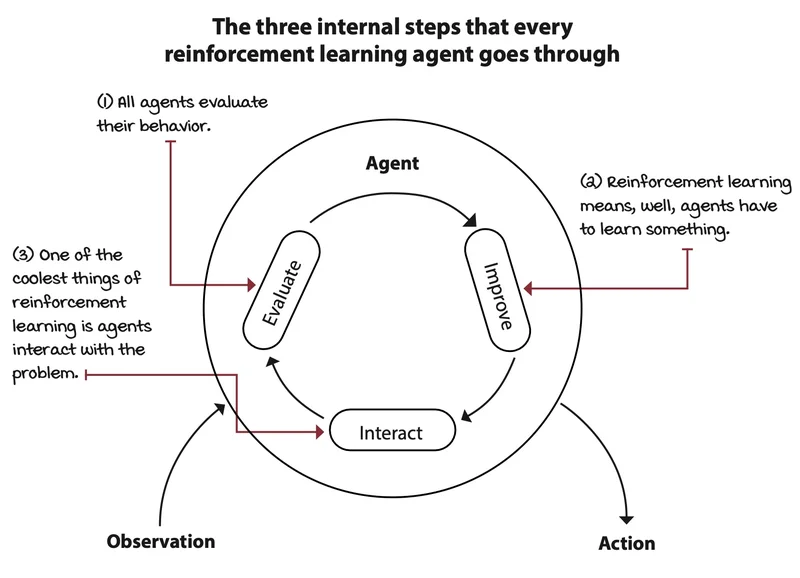 The three internal steps that every
reinforcement learning agent goes through
(1) All agents evaluate
their behavior.
Agent
(2) Reinforcement learning
means, well, agents have
to learn something.
(3) One of the
coolest things of
reinforcement
learning is agents
interact with the
problem.
Evaluate
Improve
Interact
Observation
Action